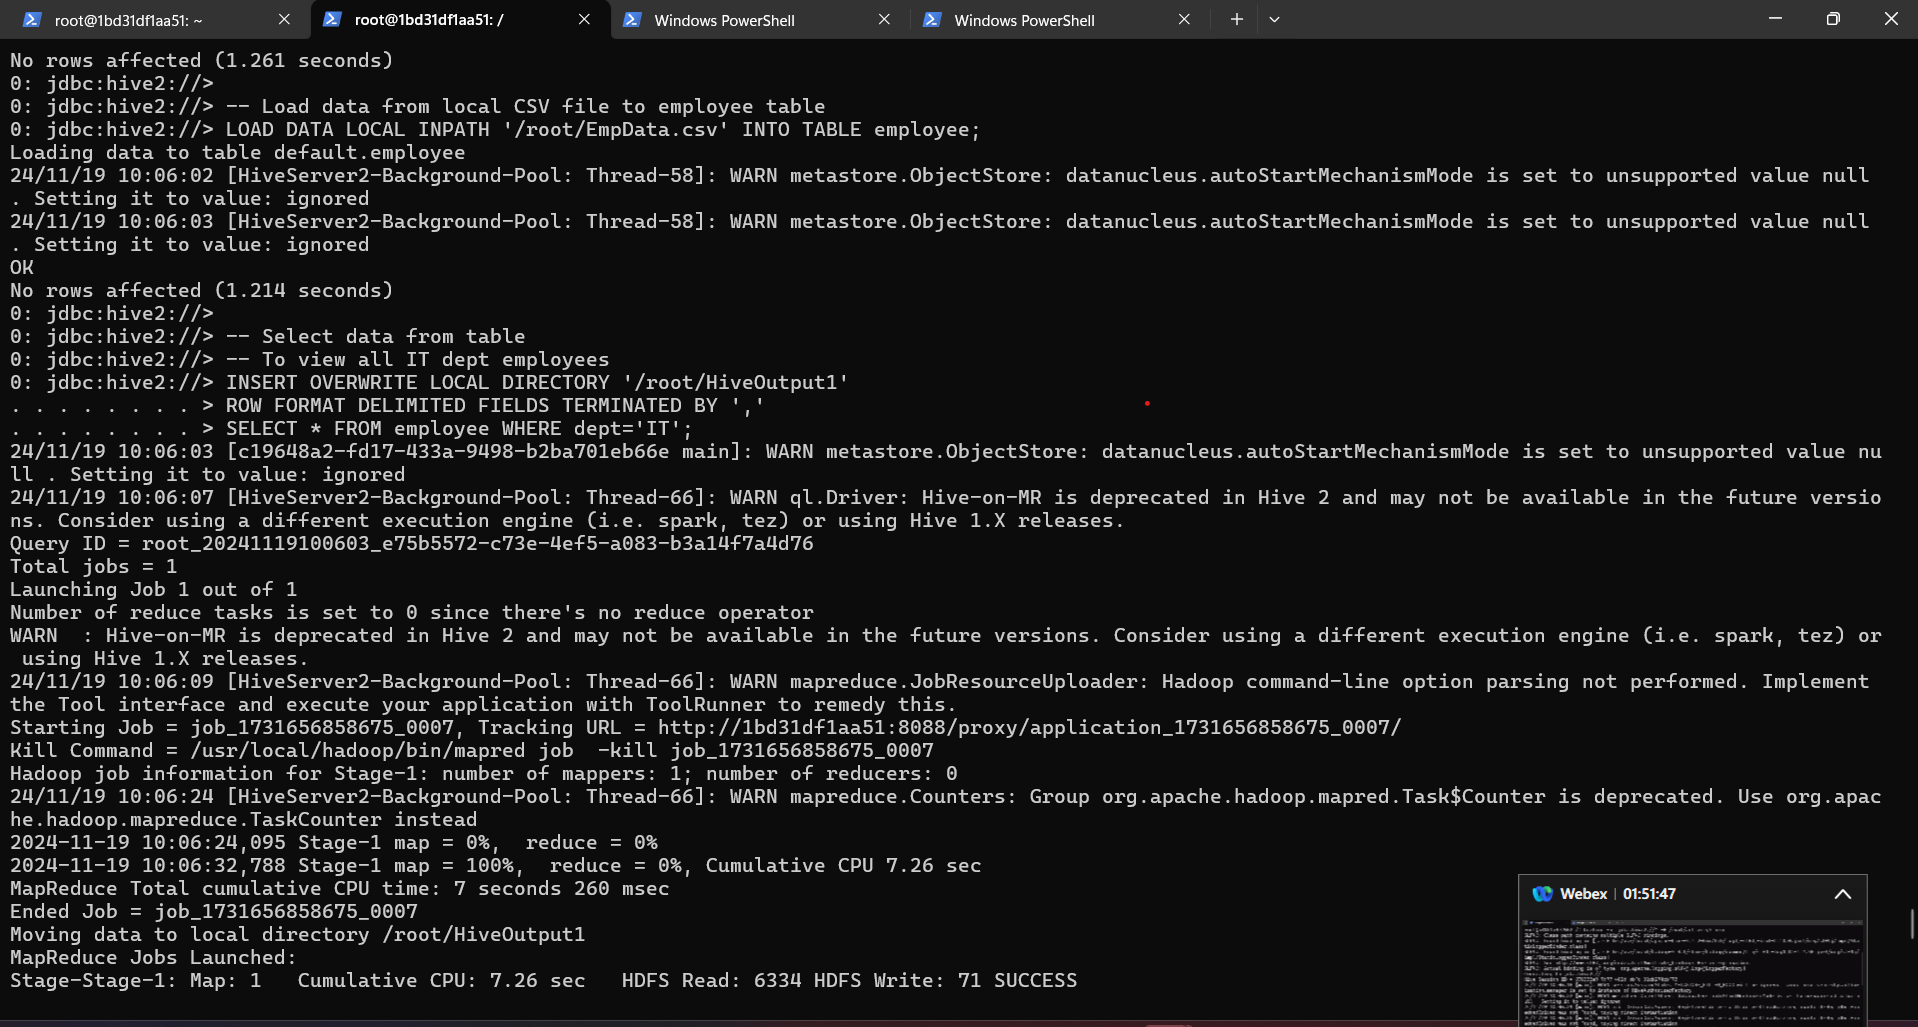 root@1bd31df1aa51: ~
root@1bd31df1aa51: /
Windows PowerShell
Windows PowerShell
No rows affected (1.261 seconds)
0: jdbc:hive2://>
0: jdbc:hive2://> -- Load data from local CSV file to employee table
0: jdbc:hive2://> LOAD DATA LOCAL INPATH '/root/EmpData.csv' INTO TABLE employee;
Loading data to table default.employee
24/11/19 10:06:02 [HiveServer2-Background-Pool: Thread-58]: WARN metastore.ObjectStore: datanucleus.autoStartMechanismMode is set to unsupported value null
. Setting it to value: ignored
24/11/19 10:06:03 [HiveServer2-Background-Pool: Thread-58]: WARN metastore.ObjectStore: datanucleus.autoStartMechanismMode is set to unsupported value null
. Setting it to value: ignored
OK
No rows affected (1.214 seconds)
0: jdbc:hive2://>
0: jdbc:hive2://> -- Select data from table
0: jdbc:hive2://> -- To view all IT dept employees
0: jdbc:hive2://> INSERT OVERWRITE LOCAL DIRECTORY '/root/HiveOutput1'
. . . . . . . . > ROW FORMAT DELIMITED FIELDS TERMINATED BY ','
. . . . . . . . > SELECT * FROM employee WHERE dept='IT';
24/11/19 10:06:03 [c19648a2-fd17-433a-9498-b2ba701eb66e main]: WARN metastore.ObjectStore: datanucleus.autoStartMechanismMode is set to unsupported value nu
ll . Setting it to value: ignored
24/11/19 10:06:07 [HiveServer2-Background-Pool: Thread-66]: WARN ql.Driver: Hive-on-MR is deprecated in Hive 2 and may not be available in the future versio
ns. Consider using a different execution engine (i.e. spark, tez) or using Hive 1.X releases.
Query ID = root_20241119100603_e75b5572-c73e-4ef5-a083-b3a14f7a4d76
Total jobs = 1
Launching Job 1 out of 1
Number of reduce tasks is set to 0 since there's no reduce operator
WARN  : Hive-on-MR is deprecated in Hive 2 and may not be available in the future versions. Consider using a different execution engine (i.e. spark, tez) or
 using Hive 1.X releases.
24/11/19 10:06:09 [HiveServer2-Background-Pool: Thread-66]: WARN mapreduce.JobResourceUploader: Hadoop command-line option parsing not performed. Implement
the Tool interface and execute your application with ToolRunner to remedy this.
Starting Job = job_1731656858675_0007, Tracking URL = http://1bd31df1aa51:8088/proxy/application_1731656858675_0007/
Kill Command = /usr/local/hadoop/bin/mapred job  -kill job_1731656858675_0007
Hadoop job information for Stage-1: number of mappers: 1; number of reducers: 0
24/11/19 10:06:24 [HiveServer2-Background-Pool: Thread-66]: WARN mapreduce.Counters: Group org.apache.hadoop.mapred.Task$Counter is deprecated. Use org.apac
he.hadoop.mapreduce.TaskCounter instead
2024-11-19 10:06:24,095 Stage-1 map = 0%,  reduce = 0%
2024-11-19 10:06:32,788 Stage-1 map = 100%,  reduce = 0%, Cumulative CPU 7.26 sec
MapReduce Total cumulative CPU time: 7 seconds 260 msec
Ended Job = job_1731656858675_0007
Moving data to local directory /root/HiveOutput1
MapReduce Jobs Launched:
Stage-Stage-1: Map: 1   Cumulative CPU: 7.26 sec   HDFS Read: 6334 HDFS Write: 71 SUCCESS
Webex | 01:51:47